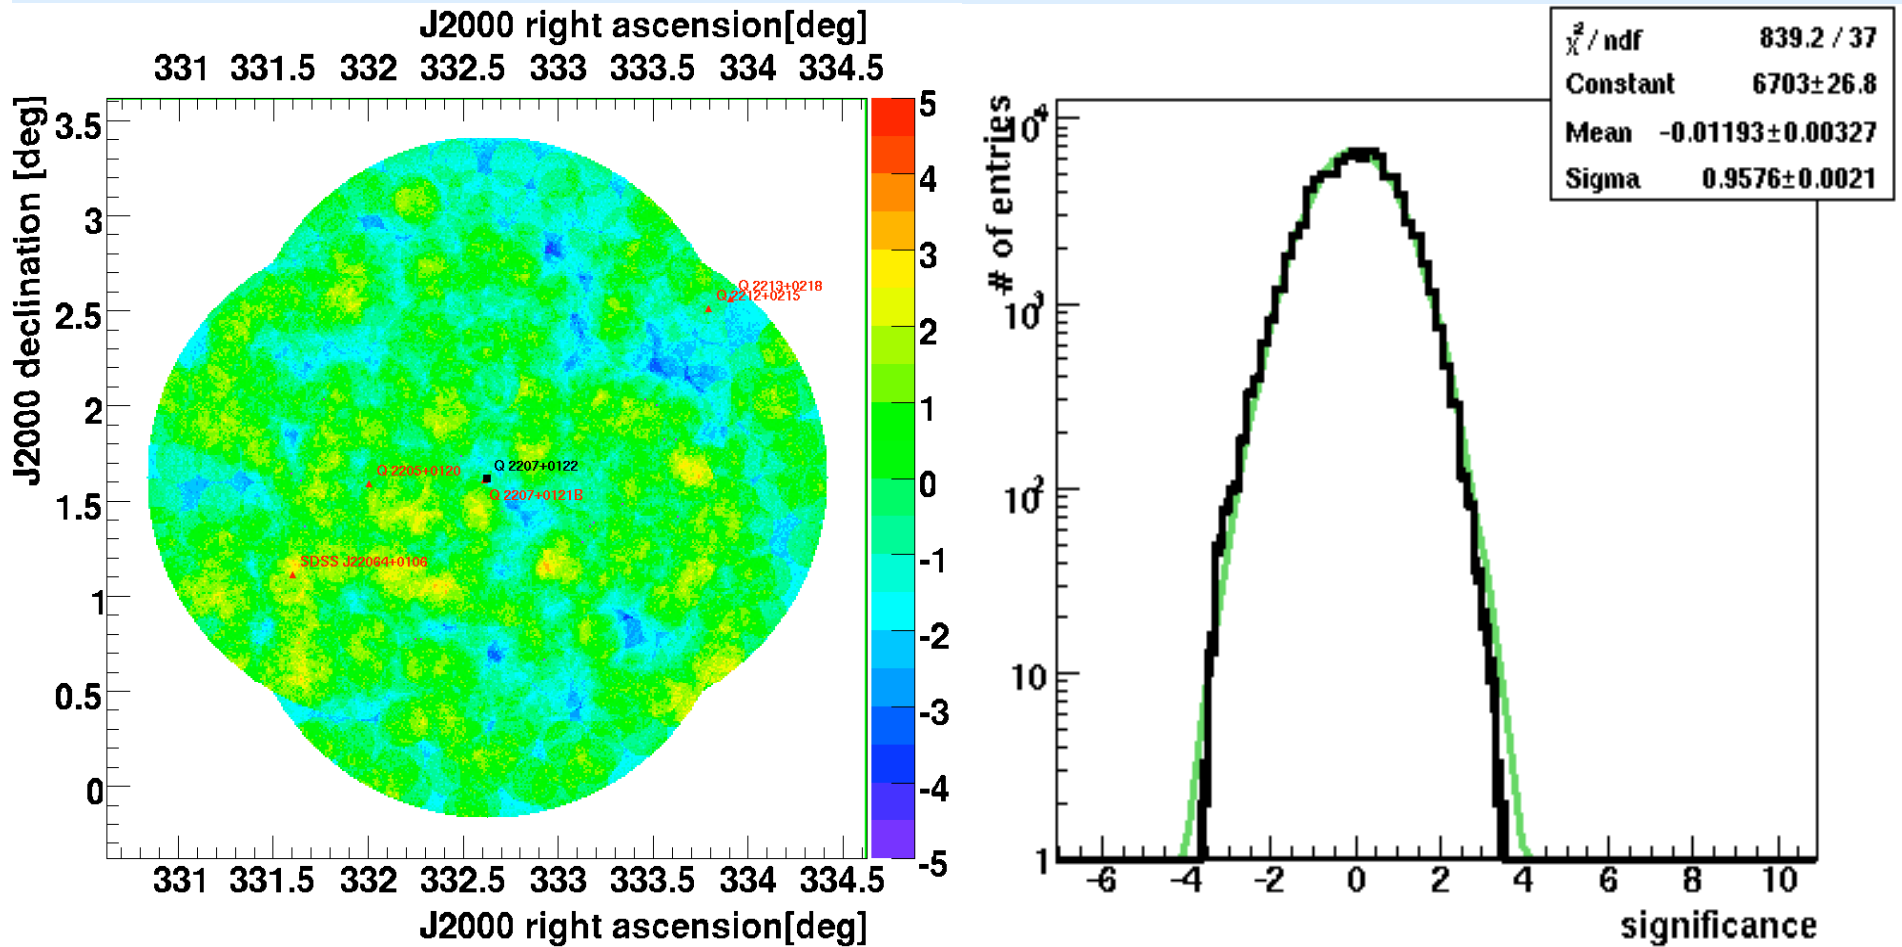 J2000 right ascension[deg]
331 331.5 332 332.5 333 333.5 334 334.5
J2000 declination [deg]
3.5
3
2.5
2
1.5
1
0.5
0
Q 2213+0218
Q 2212+0215
Q 2205+0120
Q 2207+0122
Q 2207+0121B
SDSS J22064+0106
5
4
3
2
1
0
-1
-2
-3
-4
-5
331 331.5 332 332.5 333 333.5 334 334.5
J2000 right ascension[deg]
χ² / ndf 839.2 / 37
Constant 6703±26.8
Mean -0.01193±0.00327
Sigma 0.9576±0.0021
# of entries
10⁴
10³
10²
10
1
-6 -4 -2 0 2 4 6 8 10
significance